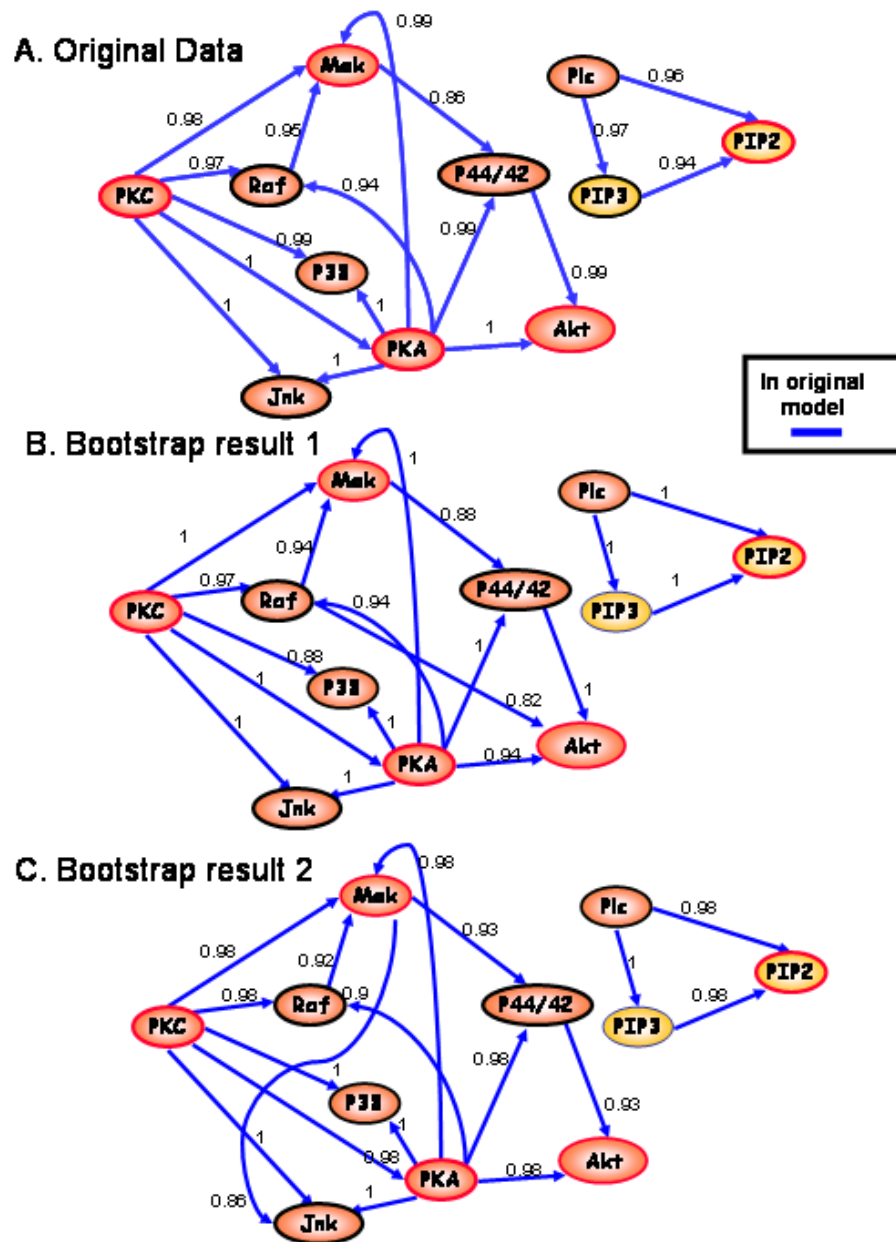 A. Original Data
0.99
Mek
Plc
0.96
0.86
0.98
0.95
0.97
PIP2
0.97
0.94
P44/42
PKC
Raf
0.94
PIP3
0.99
0.99
P38
0.99
1
1
1
1
Akt
PKA
1
Jnk
In original
model
B. Bootstrap result 1
1
Mek
Plc
1
0.88
1
0.94
1
PIP2
0.97
P44/42
1
PKC
Raf
0.94
PIP3
1
0.88
P38
1
0.82
1
1
1
Akt
PKA
0.94
1
Jnk
C. Bootstrap result 2
0.98
Mek
Plc
0.98
0.93
0.98
0.92
1
PIP2
0.98
0.9
0.98
PKC
Raf
P44/42
PIP3
0.98
1
P38
0.93
1
1
0.98
PKA
0.98
Akt
0.86
1
Jnk